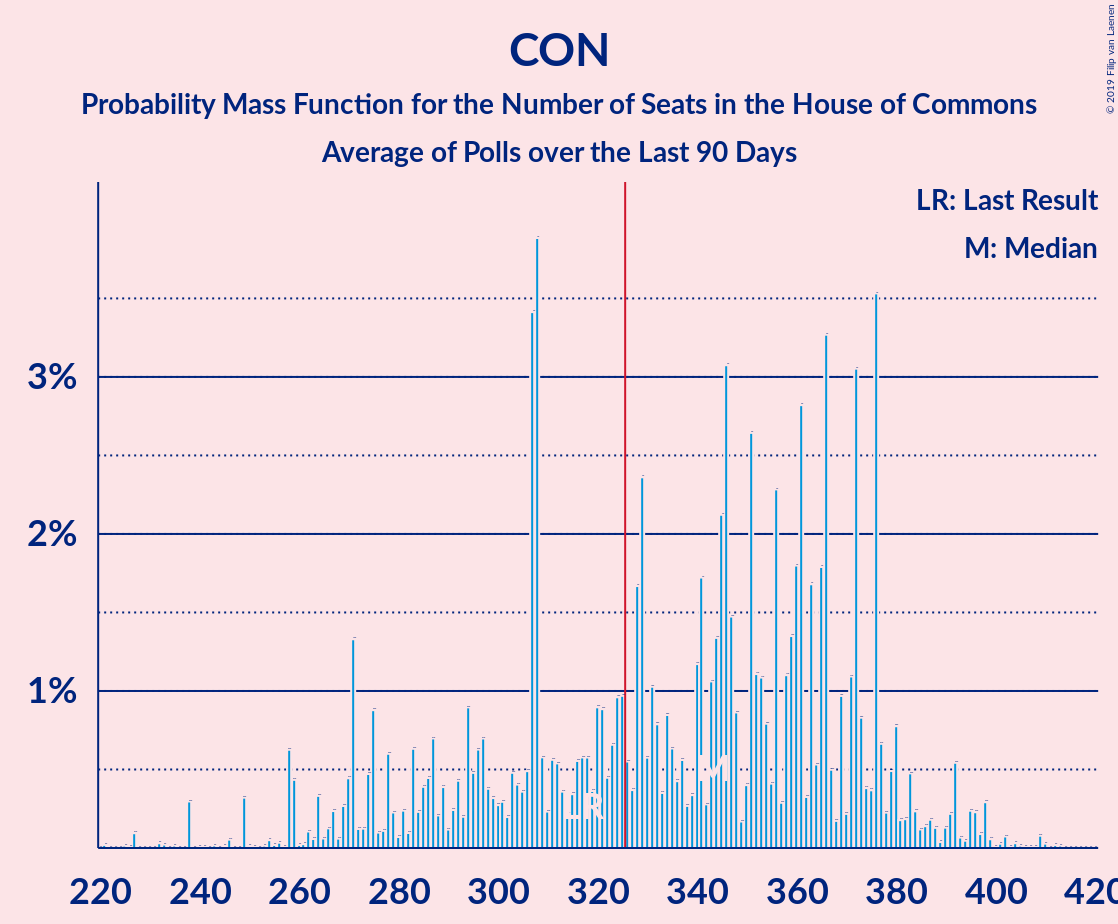 CON
Probability Mass Function for the Number of Seats in the House of Commons
Average of Polls over the Last 90 Days
© 2019 Filip van Laenen
LR: Last Result
M: Median
3%
2%
1%
LR
M
220 240 260 280 300 320 340 360 380 400 420